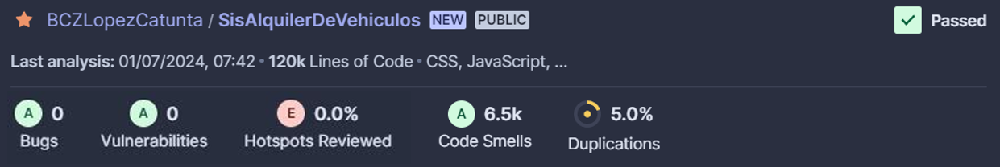 BCZLopezCatunta / SisAlquilerDeVehiculos NEW PUBLIC Passed
Last analysis: 01/07/2024, 07:42 • 120k Lines of Code • CSS, JavaScript, ...
A 0 A 0 E 0.0% A 6.5k 5.0%
Bugs Vulnerabilities Hotspots Reviewed Code Smells Duplications